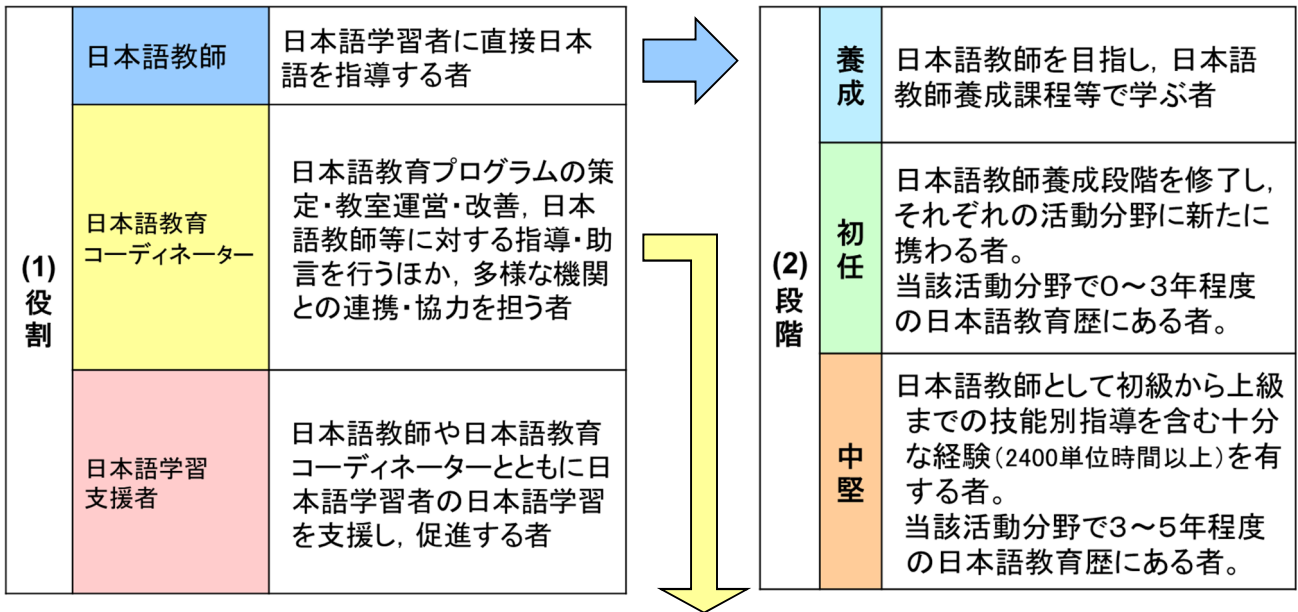 (1)
役
割
日本語教師
日本語学習者に直接日本
語を指導する者
日本語教育
コーディネーター
日本語教育プログラムの策
定・教室運営・改善，日本
語教師等に対する指導・助
言を行うほか，多様な機関
との連携・協力を担う者
日本語学習
支援者
日本語教師や日本語教育
コーディネーターとともに日
本語学習者の日本語学習
を支援し，促進する者
(2)
段
階
養
成
日本語教師を目指し，日本語
教師養成課程等で学ぶ者
初
任
日本語教師養成段階を修了し，
それぞれの活動分野に新たに
携わる者。
当該活動分野で０～３年程度
の日本語教育歴にある者。
中
堅
日本語教師として初級から上級
までの技能別指導を含む十分
な経験（2400単位時間以上）を有
する者。
当該活動分野で３～５年程度
の日本語教育歴にある者。